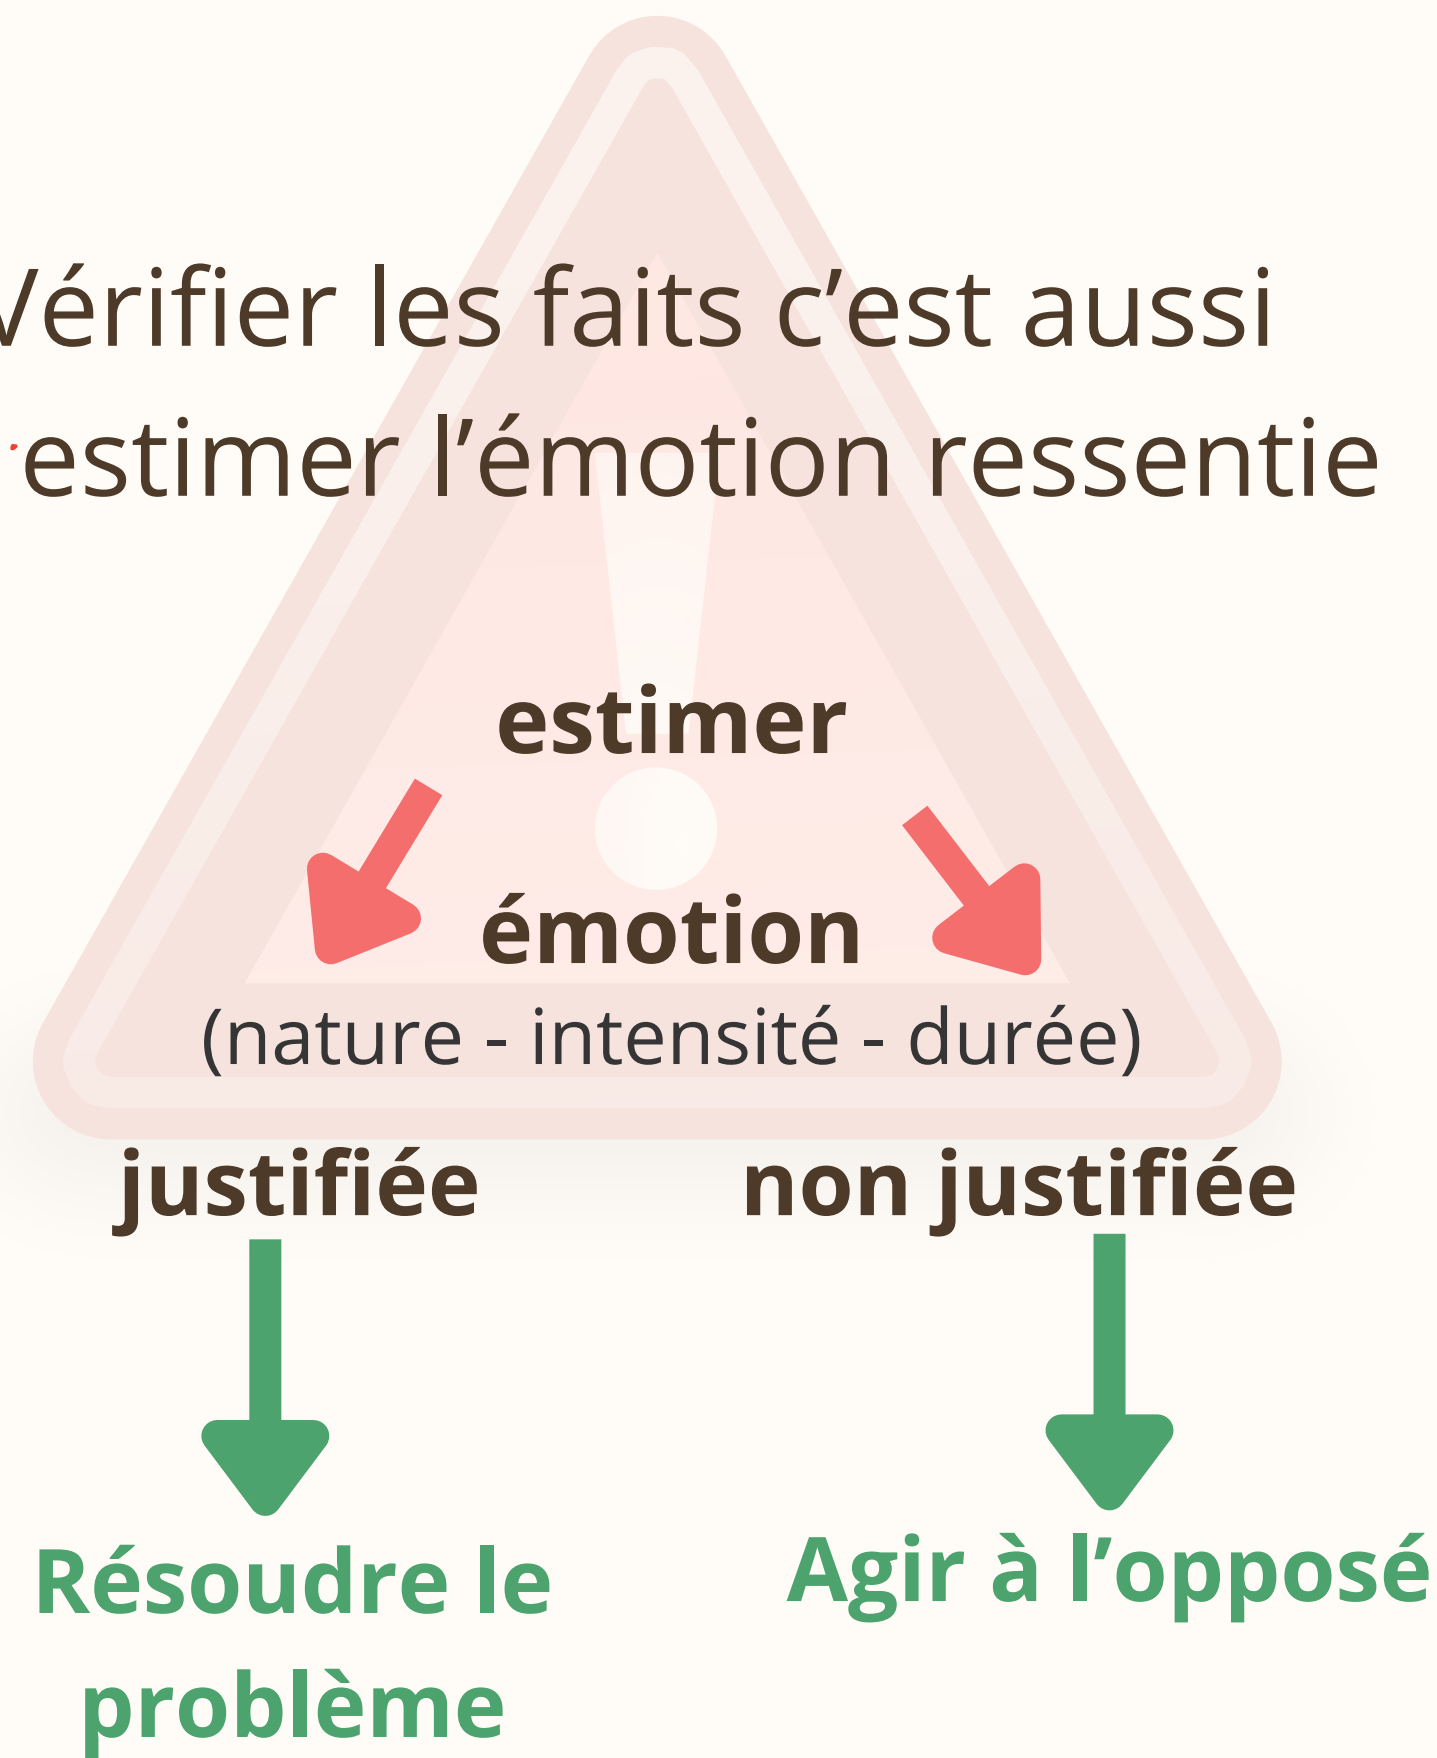 Vérifier les faits c’est aussi
estimer l’émotion ressentie
estimer
émotion
(nature - intensité - durée)
justifiée
non justifiée
Résoudre le
problème
Agir à l’opposé